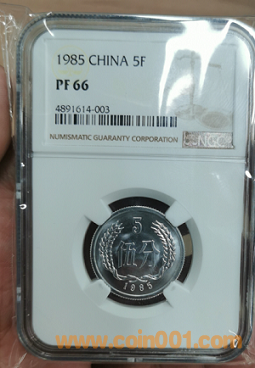 1985 CHINA 5F
PF 66
4891614-003
NUMISMATIC GUARANTY CORPORATION
NGC
5
伍分
1985
www.coin001.com